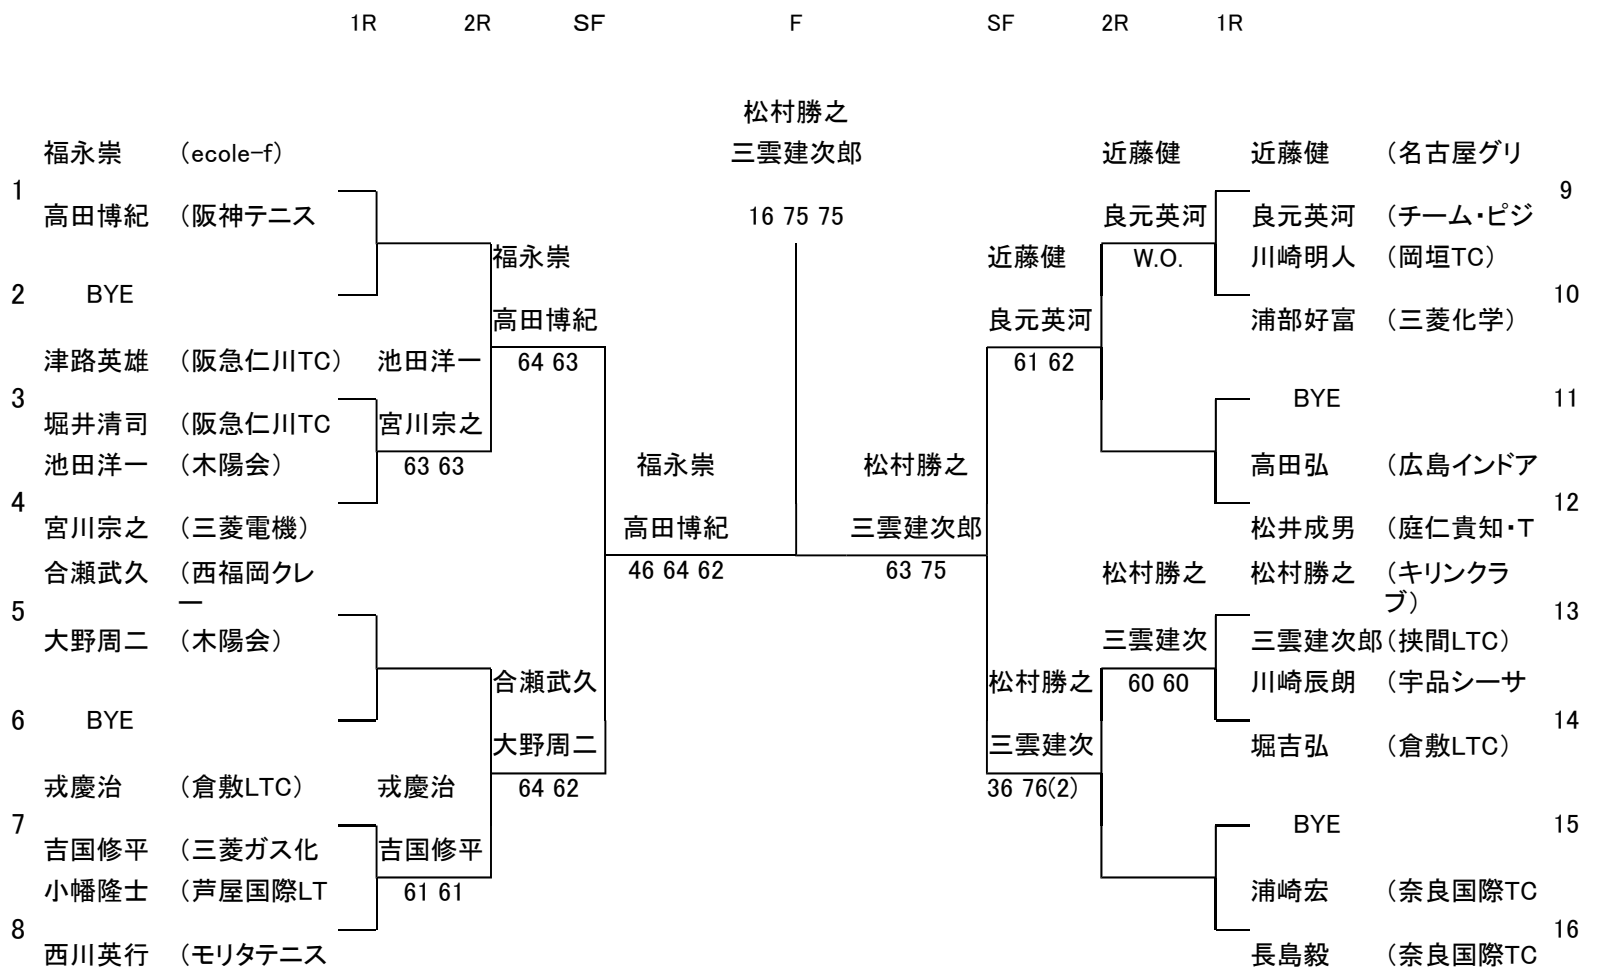 1R 2R SF F SF 2R 1R
松村勝之
福永崇 (ecole-f) 三雲建次郎 近藤健 近藤健 (名古屋グリ
1 9
高田博紀 (阪神テニス 16 75 75 良元英河 良元英河 (チーム・ピジ
福永崇 近藤健 W.O. 川崎明人 (岡垣TC)
2 BYE 10
高田博紀 良元英河 浦部好富 (三菱化学)
津路英雄 (阪急仁川TC) 池田洋一 64 63 61 62
3 BYE 11
堀井清司 (阪急仁川TC 宮川宗之
池田洋一 (木陽会) 63 63 福永崇 松村勝之 高田弘 (広島インドア
4 12
宮川宗之 (三菱電機) 高田博紀 三雲建次郎 松井成男 (庭仁貴知・T
合瀬武久 (西福岡クレ 46 64 62 63 75 松村勝之 松村勝之 (キリンクラ
ー ブ)
5 13
大野周二 (木陽会) 三雲建次 三雲建次郎 (挟間LTC)
合瀬武久 松村勝之 60 60 川崎辰朗 (宇品シーサ
6 BYE 14
大野周二 三雲建次 堀吉弘 (倉敷LTC)
戎慶治 (倉敷LTC) 戎慶治 64 62 36 76(2)
7 BYE 15
吉国修平 (三菱ガス化 吉国修平
小幡隆士 (芦屋国際LT 61 61 浦崎宏 (奈良国際TC
8 16
西川英行 (モリタテニス 長島毅 (奈良国際TC